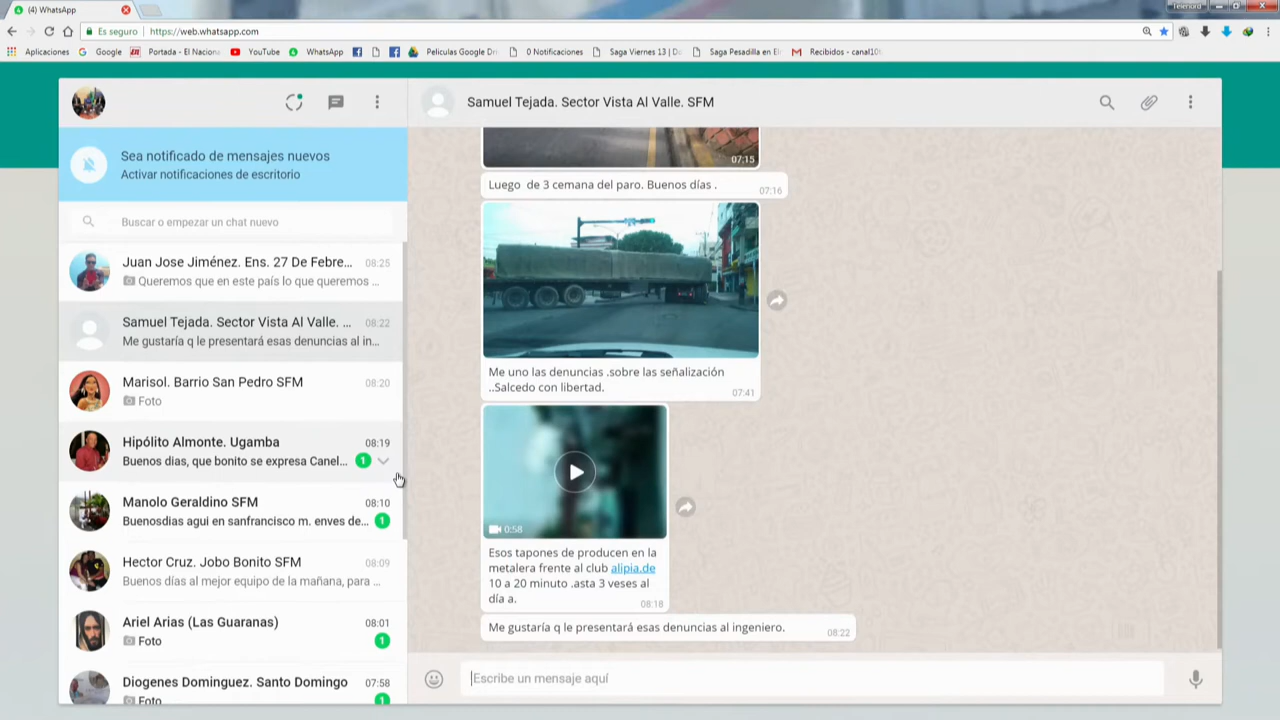 (4) WhatsApp
Telenord
Es seguro
https://web.whatsapp.com
Aplicaciones
Google
Portada - El Naciona
YouTube
WhatsApp
Peliculas Google Dri
0 Notificaciones
Saga Viernes 13 | D
Saga Pesadilla en El
Recibidos - canal10
Samuel Tejada. Sector Vista Al Valle. SFM
Sea notificado de mensajes nuevos
Activar notificaciones de escritorio
Buscar o empezar un chat nuevo
Juan Jose Jiménez. Ens. 27 De Febre...
08:25
Queremos que en este país lo que queremos ...
Samuel Tejada. Sector Vista Al Valle. ...
08:22
Me gustaría q le presentará esas denuncias al in...
Marisol. Barrio San Pedro SFM
08:20
Foto
Hipólito Almonte. Ugamba
08:19
Buenos dias, que bonito se expresa Canel...
1
Manolo Geraldino SFM
08:10
Buenosdias agui en sanfrancisco m. enves de...
1
Hector Cruz. Jobo Bonito SFM
08:09
Buenos días al mejor equipo de la mañana, para ...
Ariel Arias (Las Guaranas)
08:01
Foto
1
Diogenes Dominguez. Santo Domingo
07:58
Foto
1
07:15
Luego de 3 cemana del paro. Buenos días .
07:16
Me uno las denuncias .sobre las señalización
..Salcedo con libertad.
07:41
0:58
Esos tapones de producen en la
metalera frente al club alipia.de
10 a 20 minuto .asta 3 veses al
día a.
08:18
Me gustaría q le presentará esas denuncias al ingeniero.
08:22
Escribe un mensaje aquí